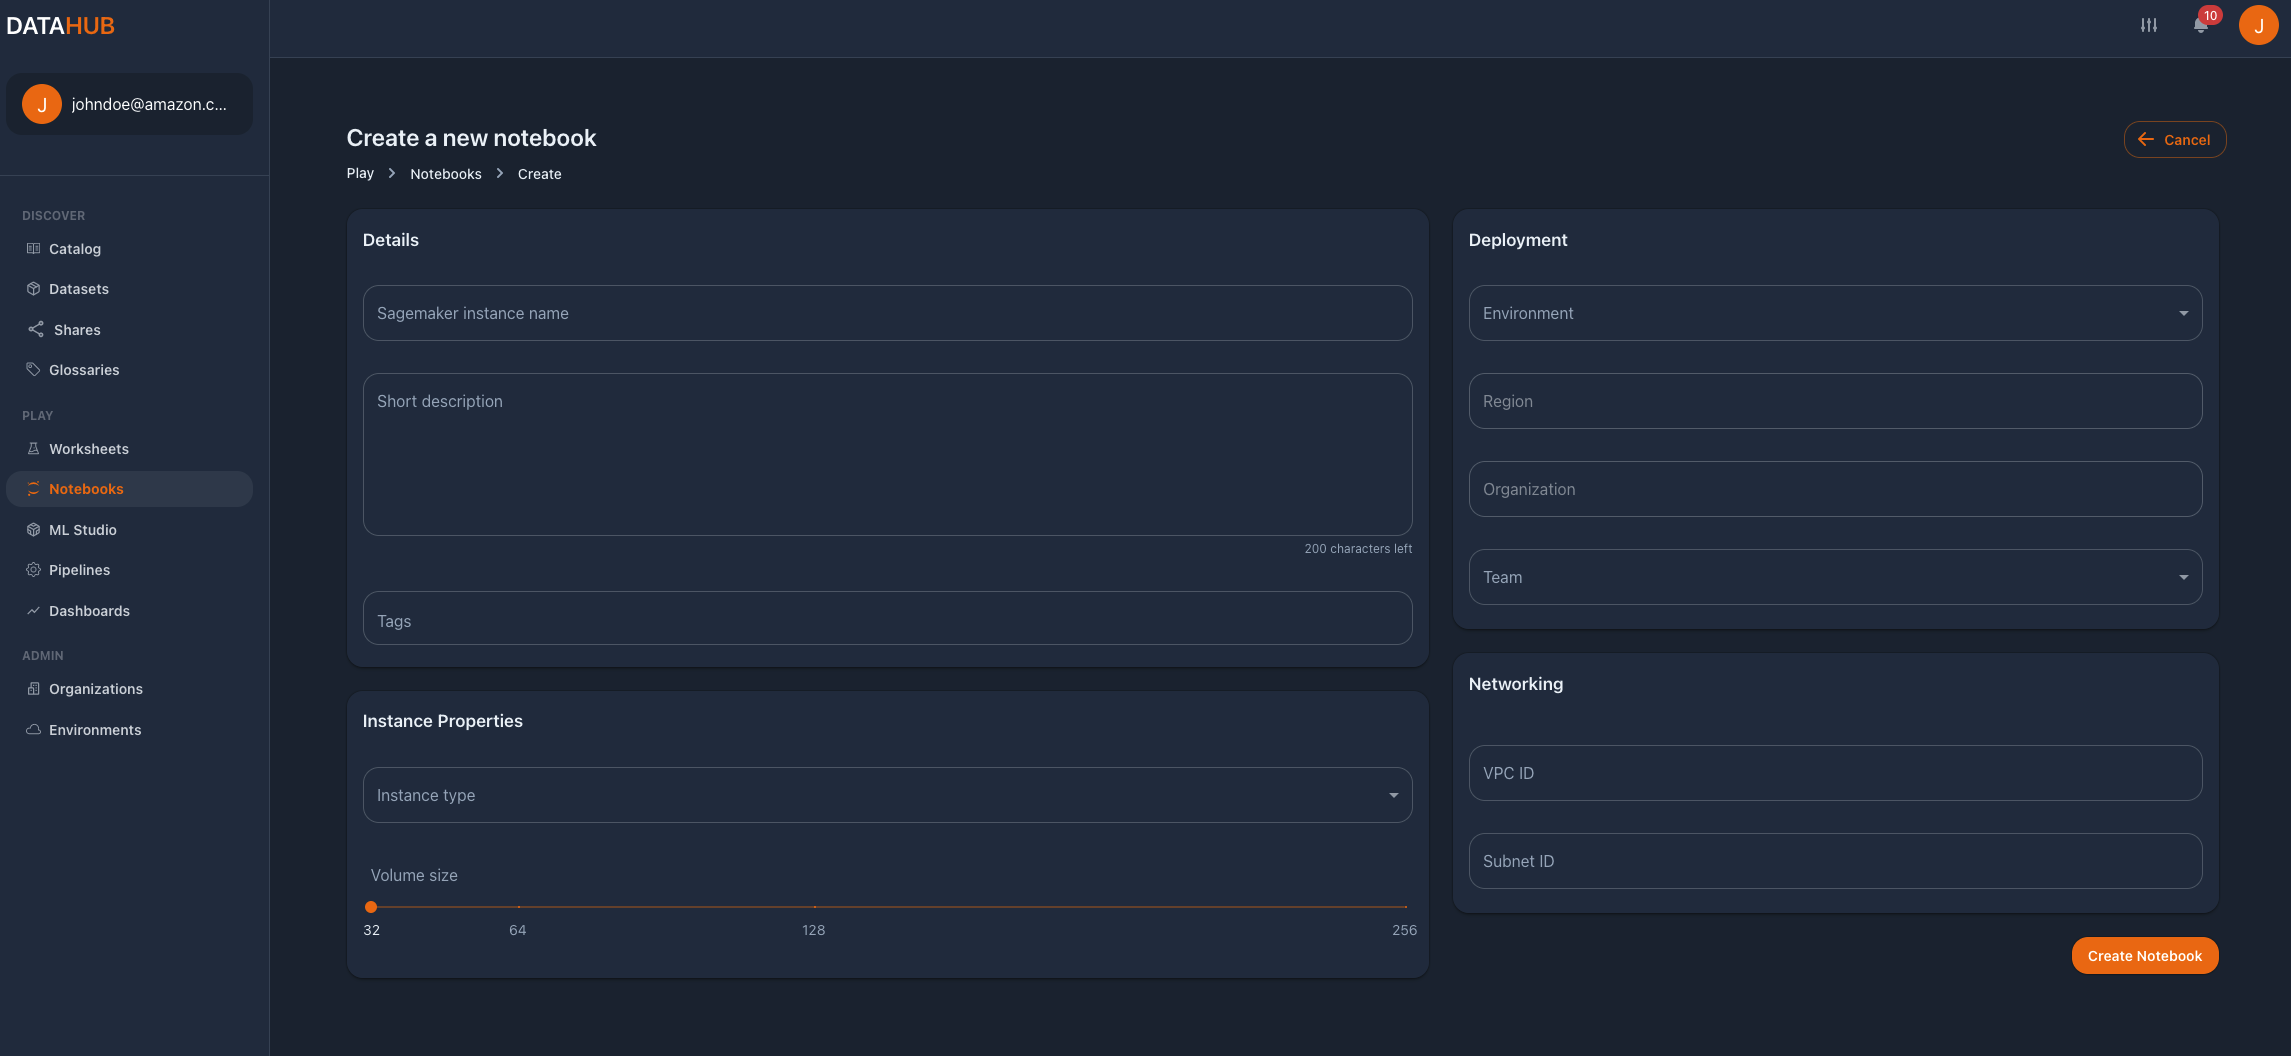 DATAHUB
10
J
J
johndoe@amazon.c...
DISCOVER
Catalog
Datasets
Shares
Glossaries
PLAY
Worksheets
Notebooks
ML Studio
Pipelines
Dashboards
ADMIN
Organizations
Environments
Create a new notebook
Play > Notebooks > Create
Cancel
Details
Sagemaker instance name
Short description
200 characters left
Tags
Instance Properties
Instance type
Volume size
32 64 128 256
Deployment
Environment
Region
Organization
Team
Networking
VPC ID
Subnet ID
Create Notebook